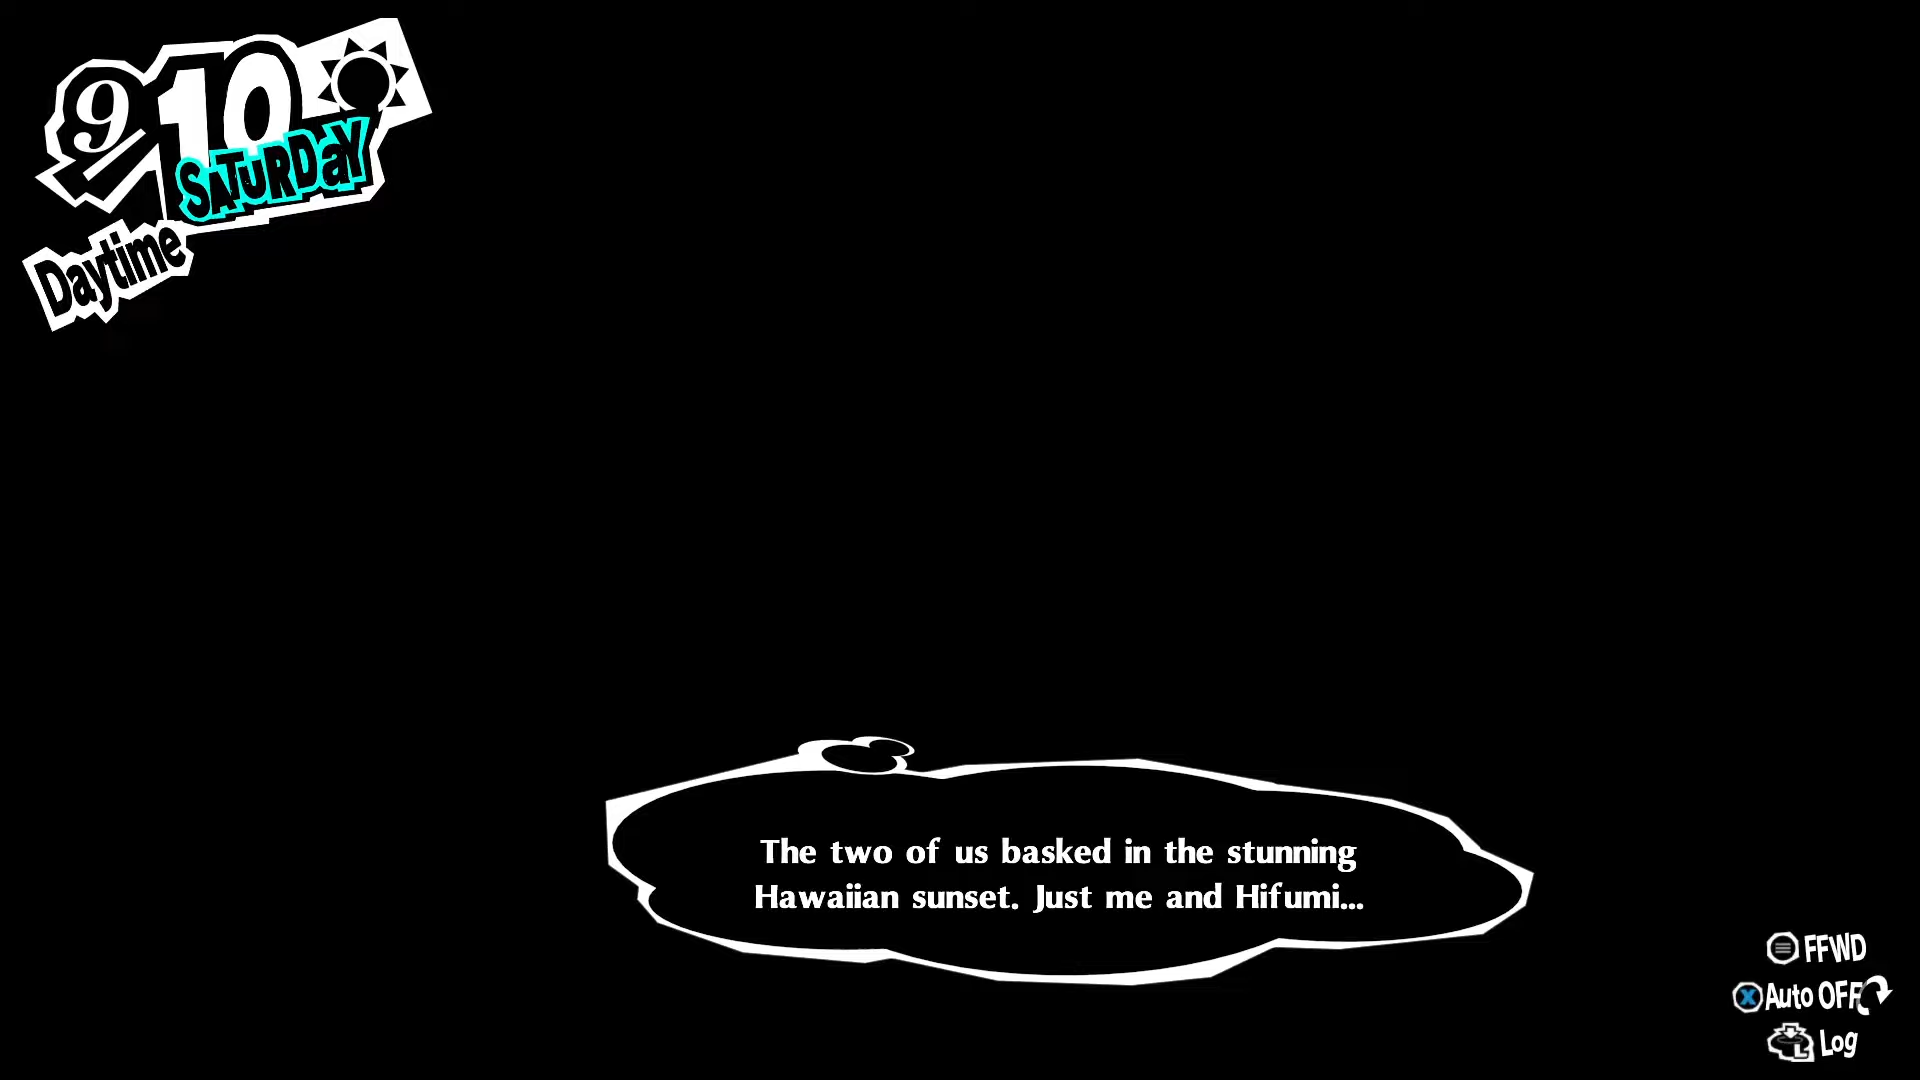 9/10
SATURDaY
Daytime
The two of us basked in the stunning
Hawaiian sunset. Just me and Hifumi...
FFWD
X Auto OFF
L Log